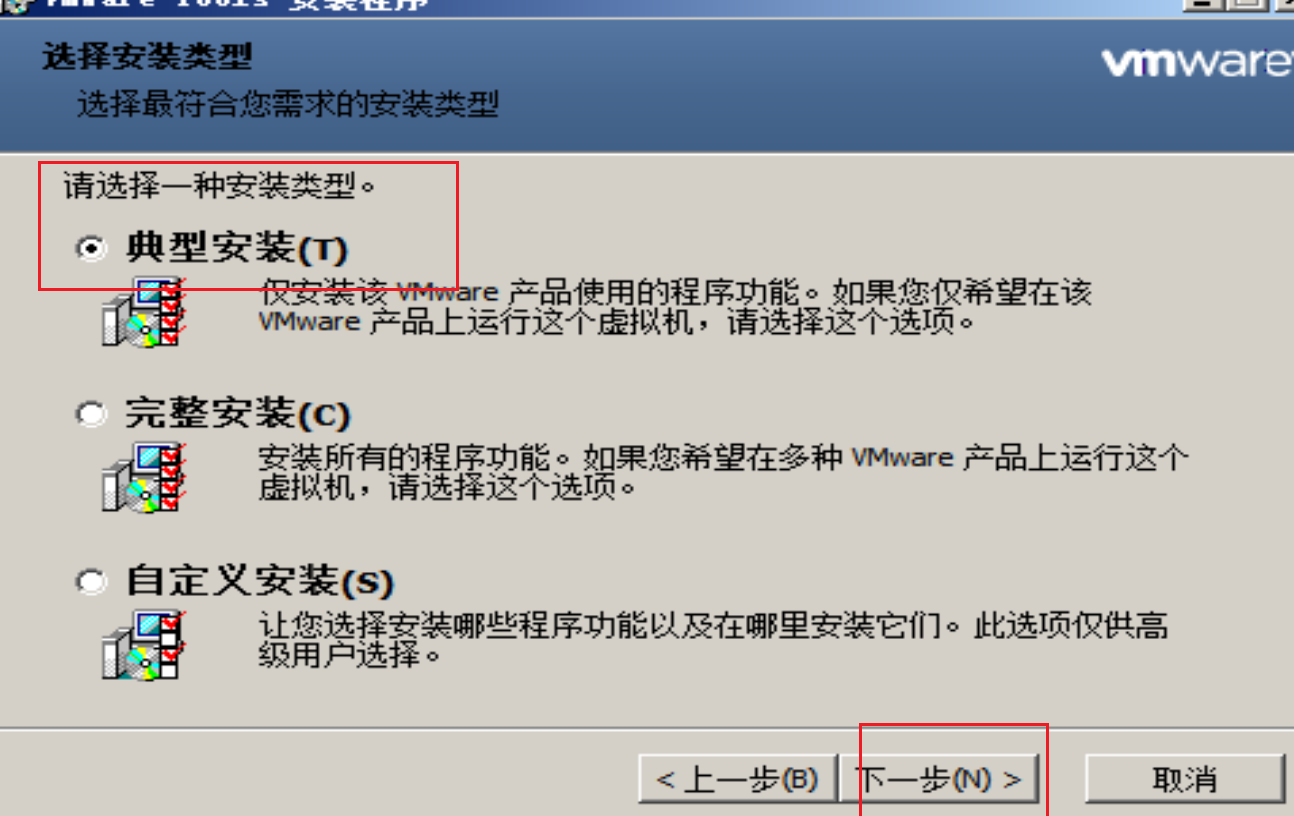 VMware Tools 安装程序
选择安装类型
vmware
选择最符合您需求的安装类型
请选择一种安装类型。
典型安装(T)
仅安装该 VMware 产品使用的程序功能。如果您仅希望在该
VMware 产品上运行这个虚拟机，请选择这个选项。
完整安装(C)
安装所有的程序功能。如果您希望在多种 VMware 产品上运行这个
虚拟机，请选择这个选项。
自定义安装(S)
让您选择安装哪些程序功能以及在哪里安装它们。此选项仅供高
级用户选择。
< 上一步(B) 下一步(N) > 取消